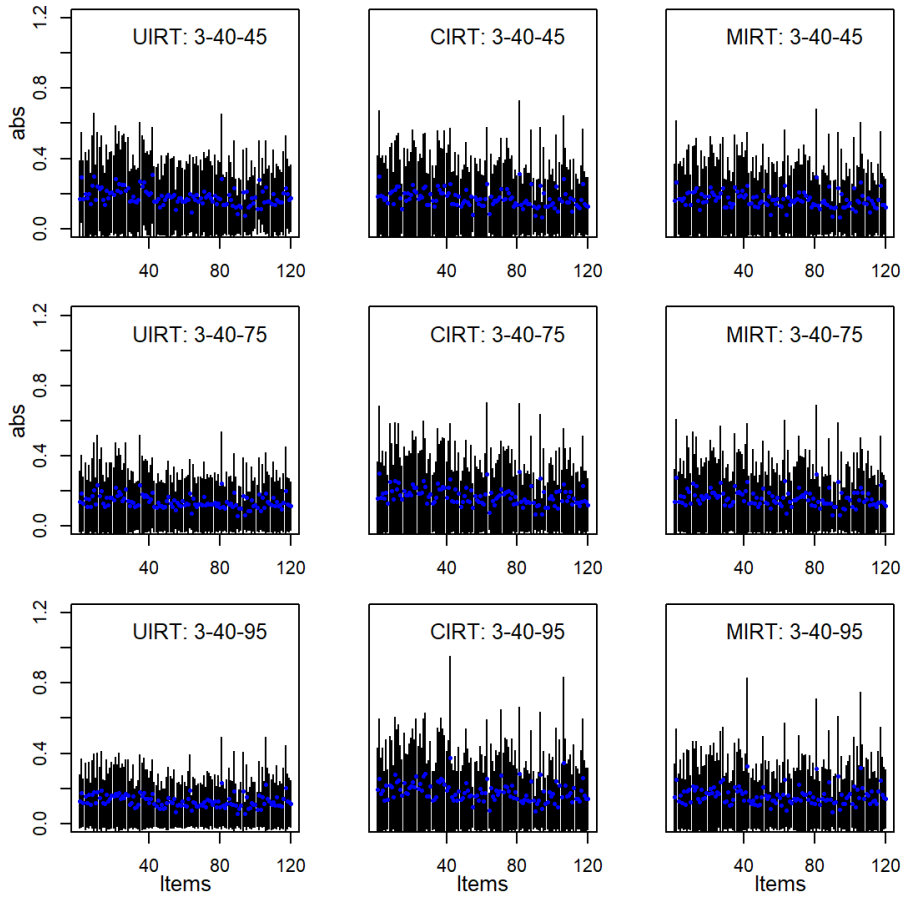 UIRT: 3-40-45
CIRT: 3-40-45
MIRT: 3-40-45
abs
1.2
0.8
0.4
0.0
40 80 120
40 80 120
40 80 120
UIRT: 3-40-75
CIRT: 3-40-75
MIRT: 3-40-75
abs
1.2
0.8
0.4
0.0
40 80 120
40 80 120
40 80 120
UIRT: 3-40-95
CIRT: 3-40-95
MIRT: 3-40-95
abs
1.2
0.8
0.4
0.0
40 80 120
40 80 120
40 80 120
Items
Items
Items